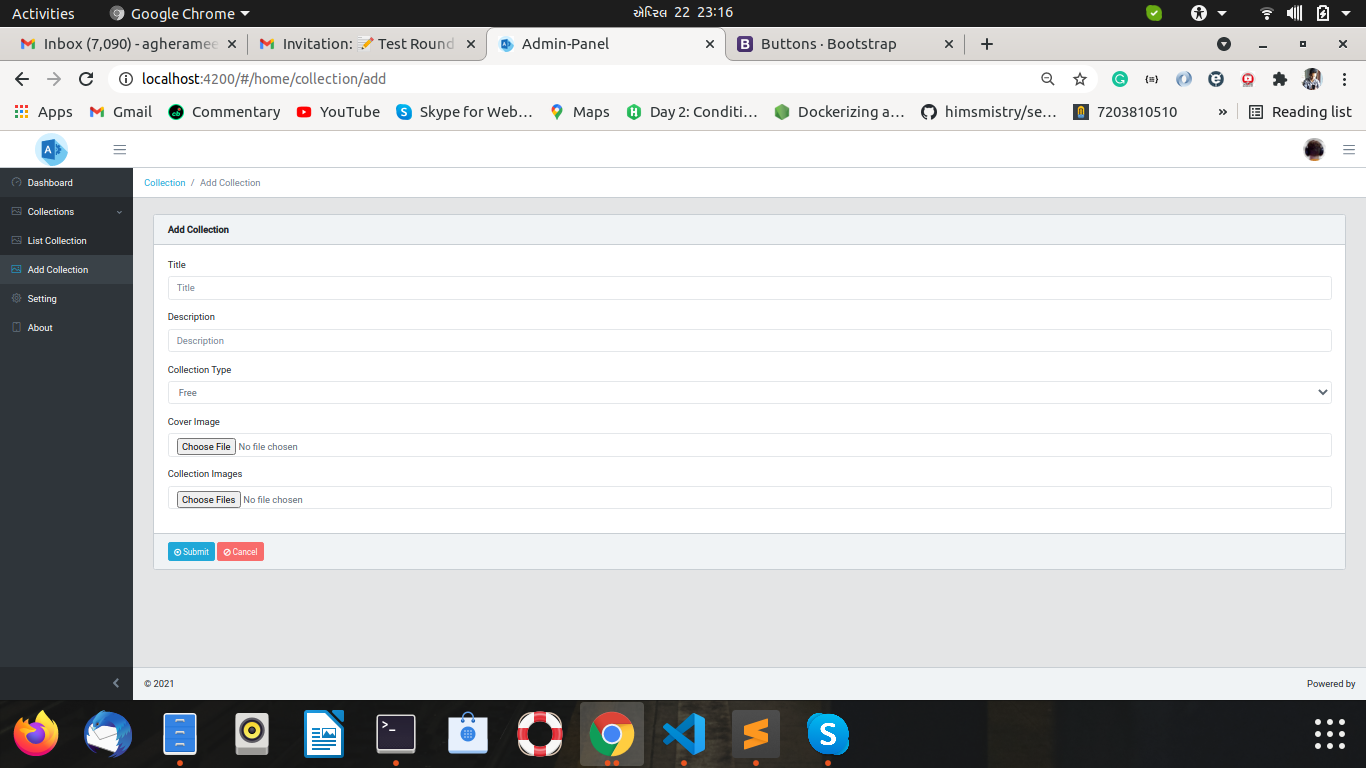 Activities Google Chrome એપ્રિલ 22 23:16
Inbox (7,090) - agheramee Invitation: 📝 Test Round Admin-Panel Buttons · Bootstrap
localhost:4200/#/home/collection/add
Apps Gmail Commentary YouTube Skype for Web... Maps Day 2: Conditi... Dockerizing a... himsmistry/se... 7203810510 » Reading list
Dashboard
Collections
List Collection
Add Collection
Setting
About
Collection / Add Collection
Add Collection
Title
Title
Description
Description
Collection Type
Free
Cover Image
Choose File No file chosen
Collection Images
Choose Files No file chosen
Submit Cancel
© 2021 Powered by